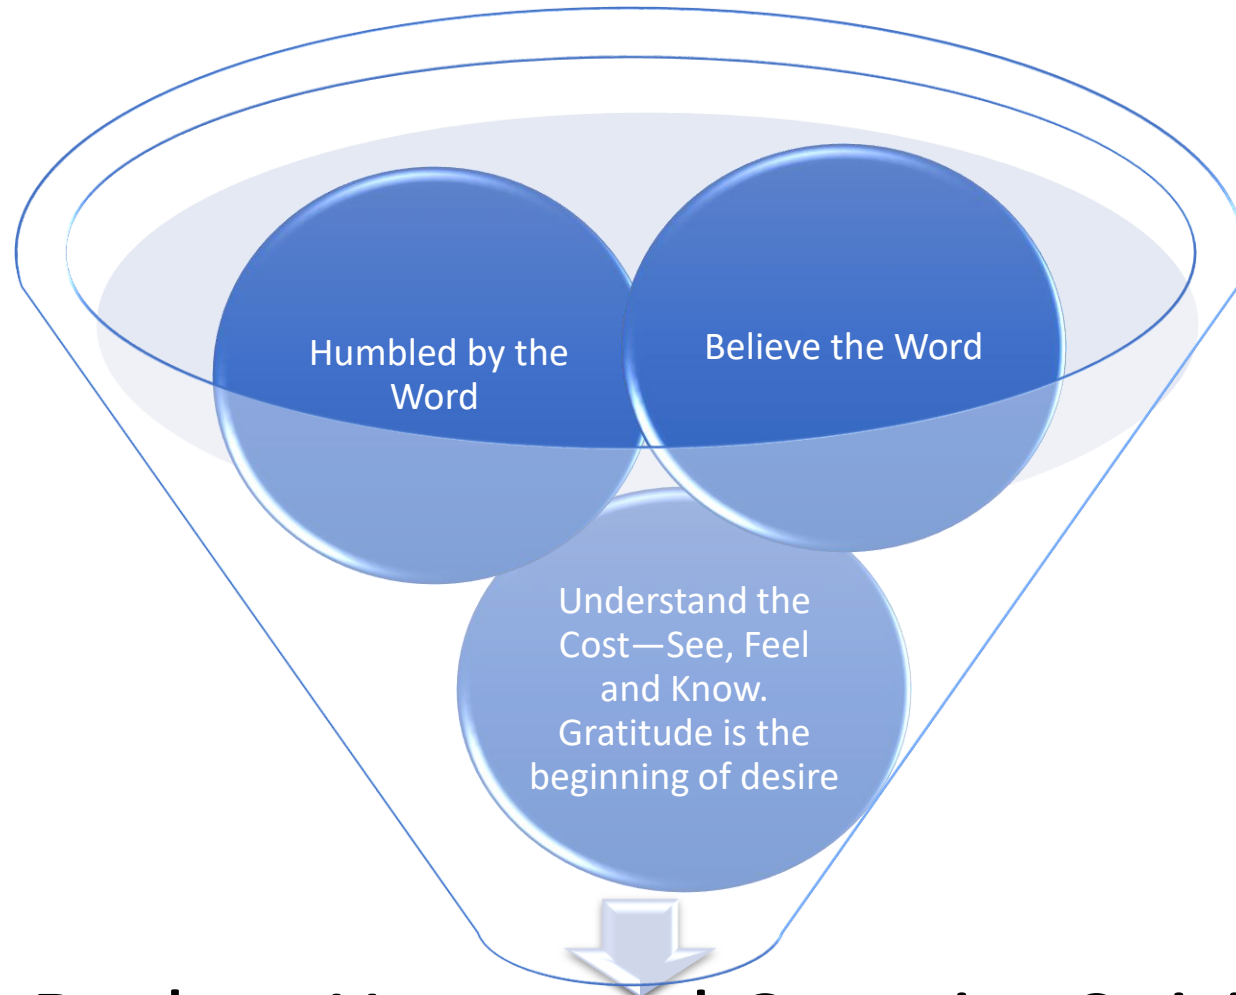 Humbled by the
Word
Believe the Word
Understand the
Cost—See, Feel
and Know.
Gratitude is the
beginning of desire